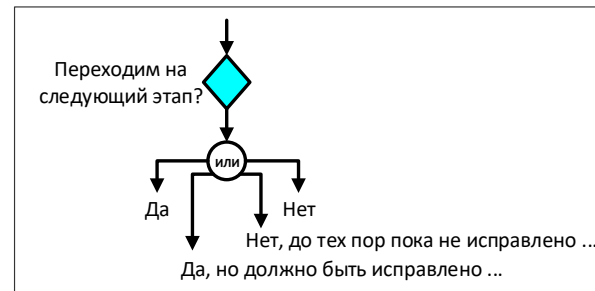 Переходим на
следующий этап?
или
Да
Нет
Нет, до тех пор пока не исправлено ...
Да, но должно быть исправлено ...